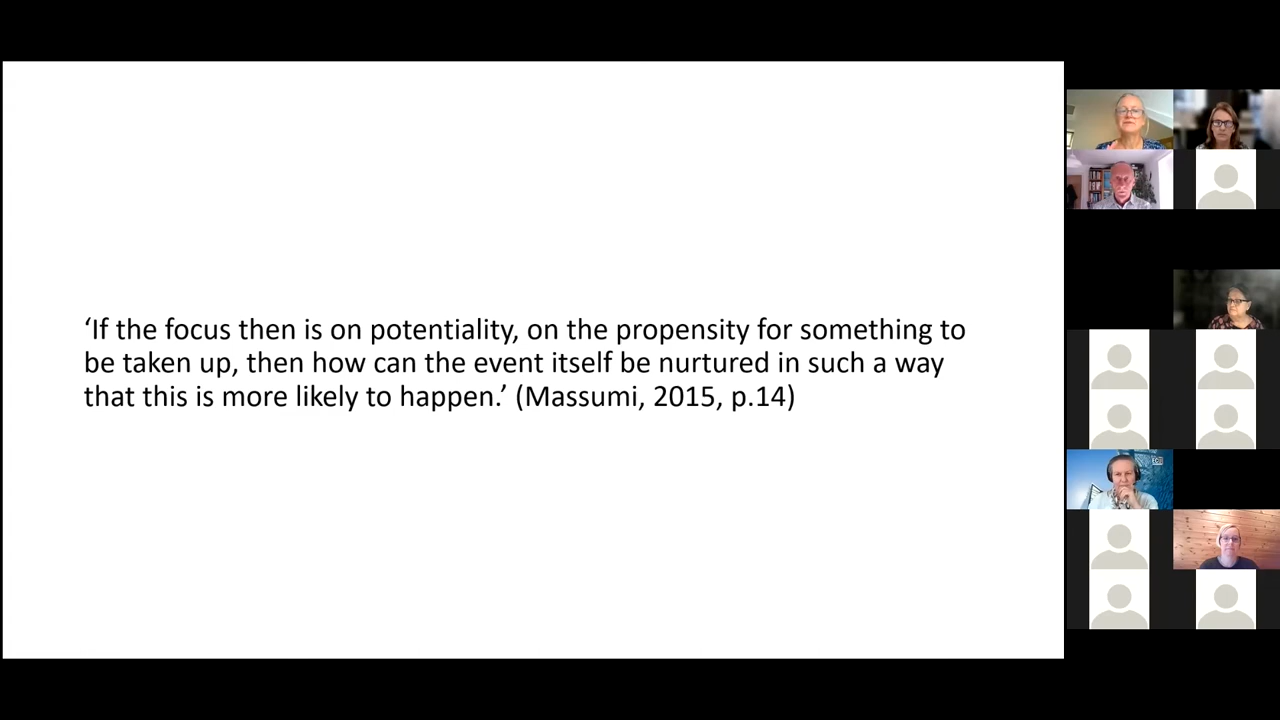 ‘If the focus then is on potentiality, on the propensity for something to
be taken up, then how can the event itself be nurtured in such a way
that this is more likely to happen.’ (Massumi, 2015, p.14)